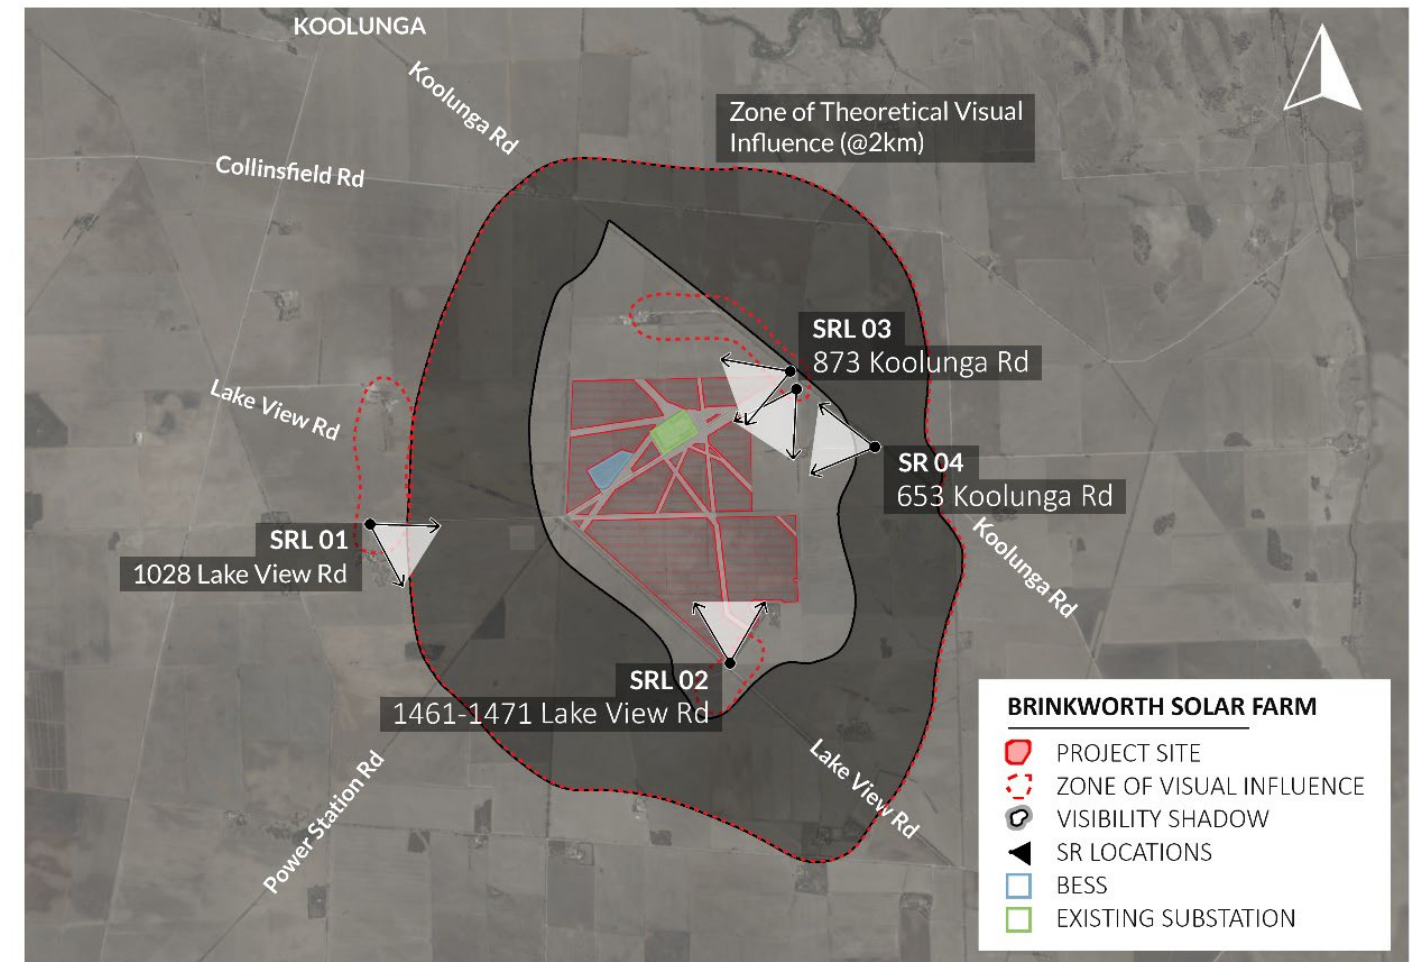 KOOLUNGA
Koolunga Rd
Collinsfield Rd
Zone of Theoretical Visual
Influence (@2km)
SRL 03
873 Koolunga Rd
Lake View Rd
SR 04
653 Koolunga Rd
SRL 01
1028 Lake View Rd
Koolunga Rd
SRL 02
1461-1471 Lake View Rd
Lake View Rd
Power Station Rd
BRINKWORTH SOLAR FARM
PROJECT SITE
ZONE OF VISUAL INFLUENCE
VISIBILITY SHADOW
SR LOCATIONS
BESS
EXISTING SUBSTATION